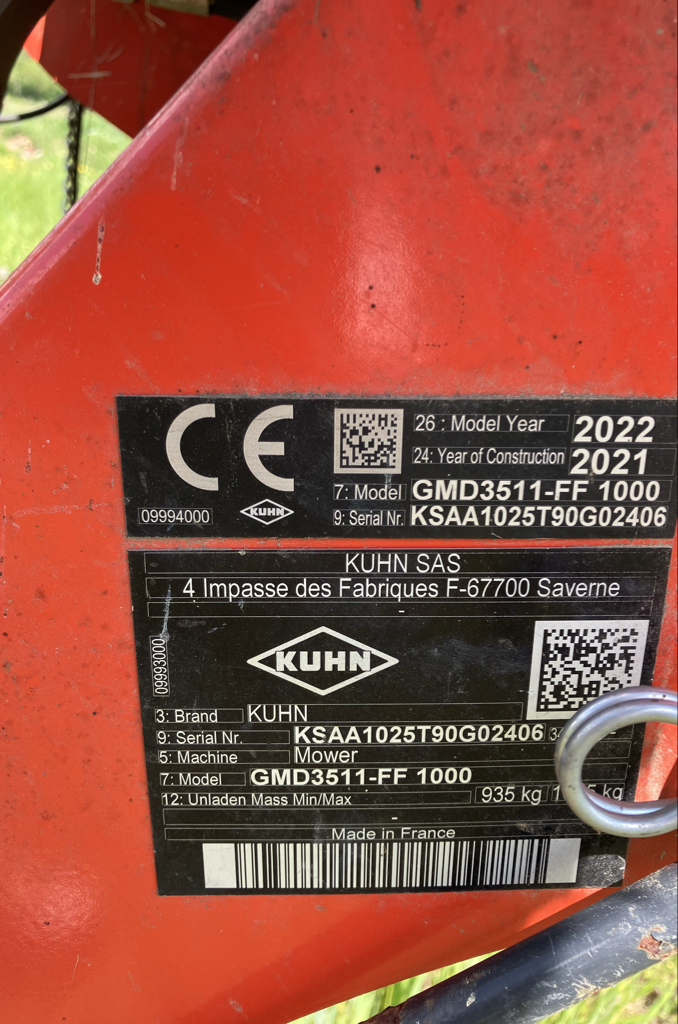 CE
26 : Model Year 2022
24: Year of Construction 2021
7: Model GMD3511-FF 1000
09994000 KUHN 9: Serial Nr. KSAA1025T90G02406
KUHN SAS
4 Impasse des Fabriques F-67700 Saverne
-
09993000
KUHN
3: Brand KUHN
9: Serial Nr. KSAA1025T90G02406
5: Machine Mower
7: Model GMD3511-FF 1000
12: Unladen Mass Min/Max 935 kg kg
Made in France